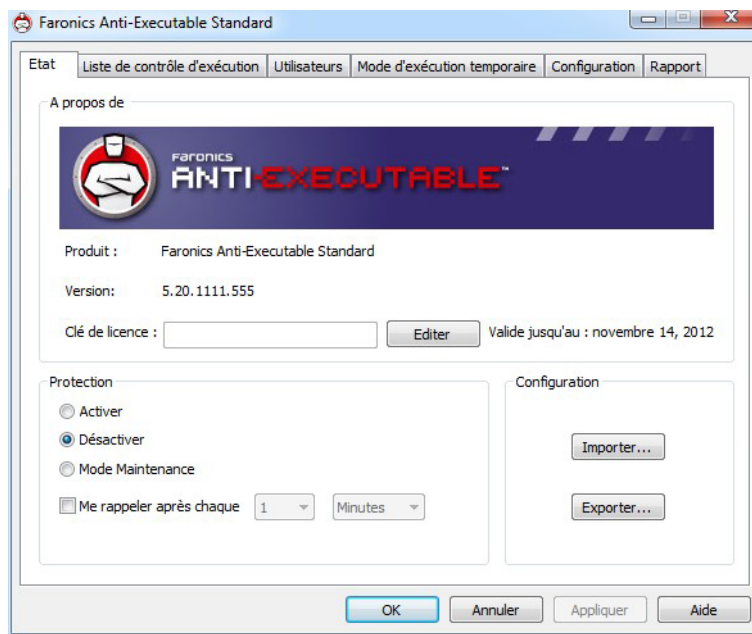 Faronics Anti-Executable Standard
Etat
Liste de contrôle d'exécution
Utilisateurs
Mode d'exécution temporaire
Configuration
Rapport
A propos de
FARONICS
ANTI-EXECUTABLE™
Produit : Faronics Anti-Executable Standard
Version: 5.20.1111.555
Clé de licence : Editer Valide jusqu'au : novembre 14, 2012
Protection
Activer
Désactiver
Mode Maintenance
Me rappeler après chaque 1 Minutes
Configuration
Importer...
Exporter...
OK
Annuler
Appliquer
Aide